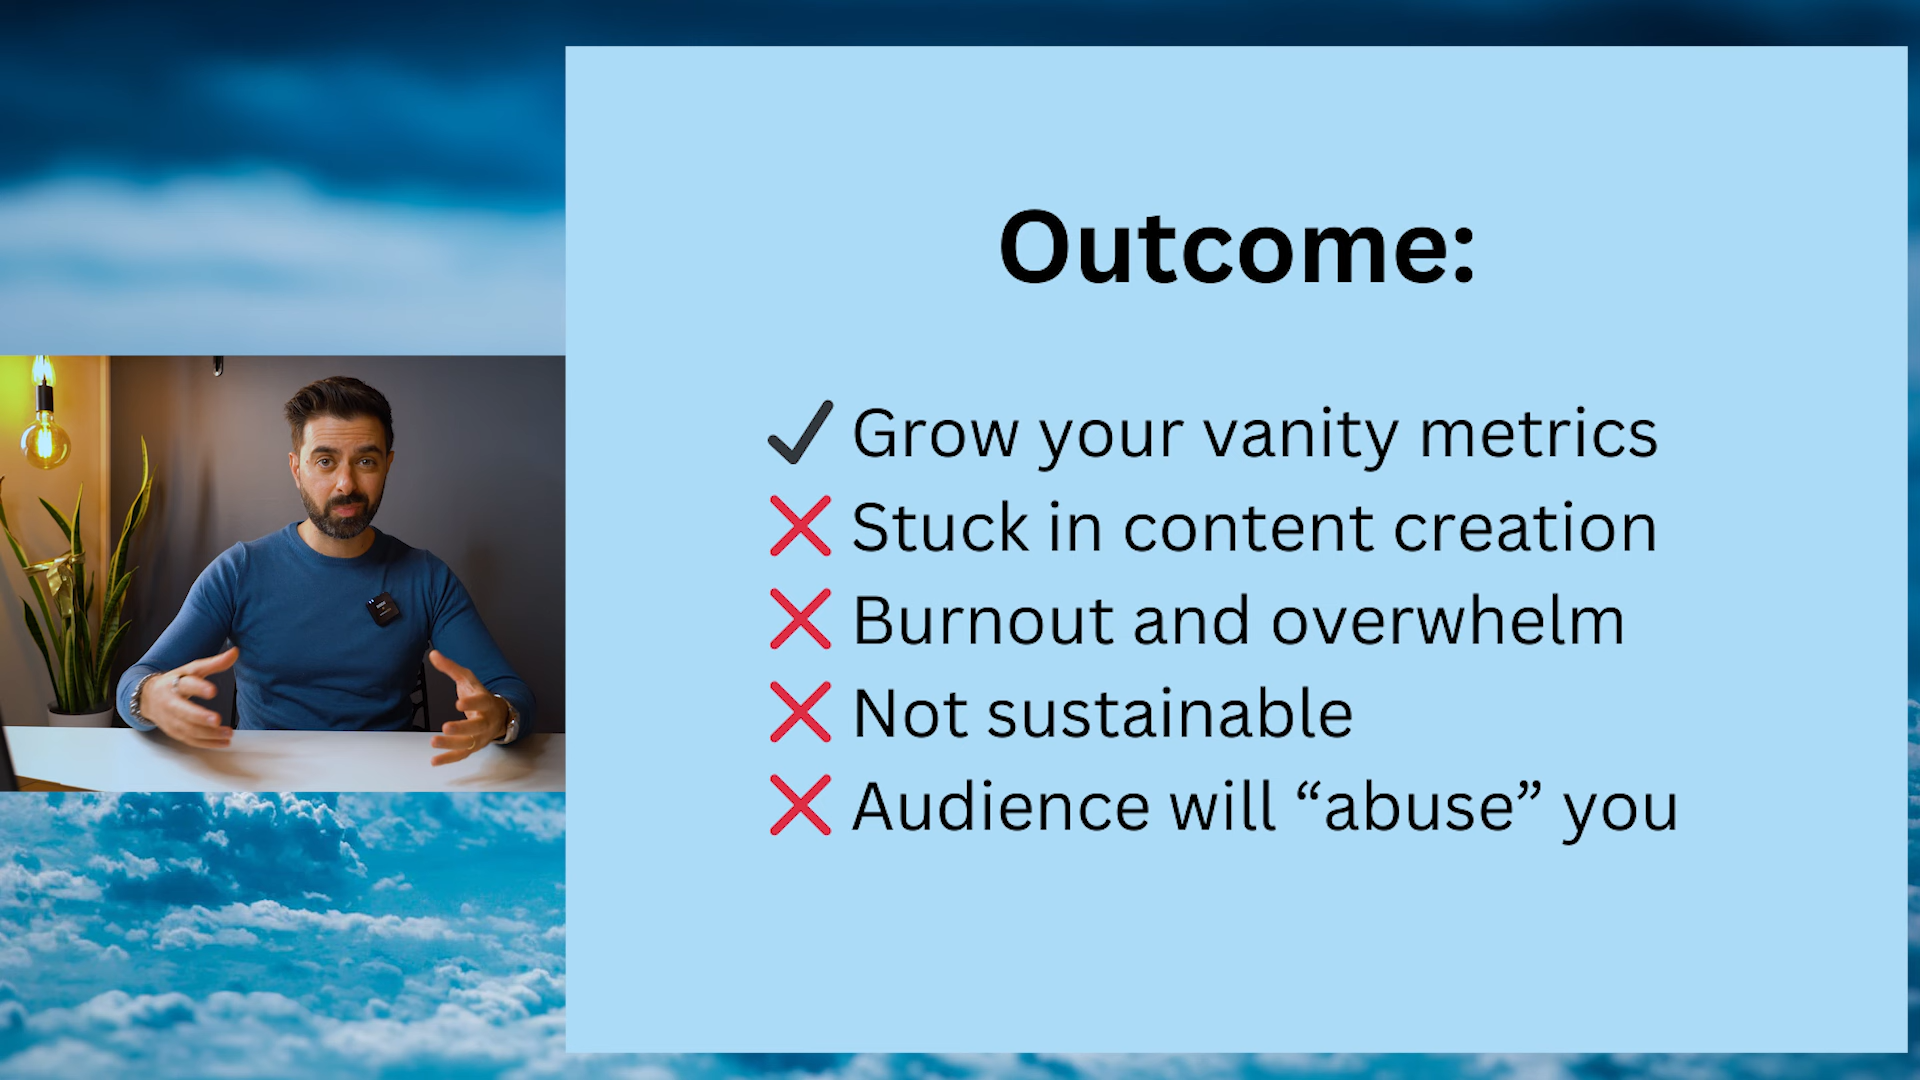 Outcome:
✔ Grow your vanity metrics
❌ Stuck in content creation
❌ Burnout and overwhelm
❌ Not sustainable
❌ Audience will “abuse” you